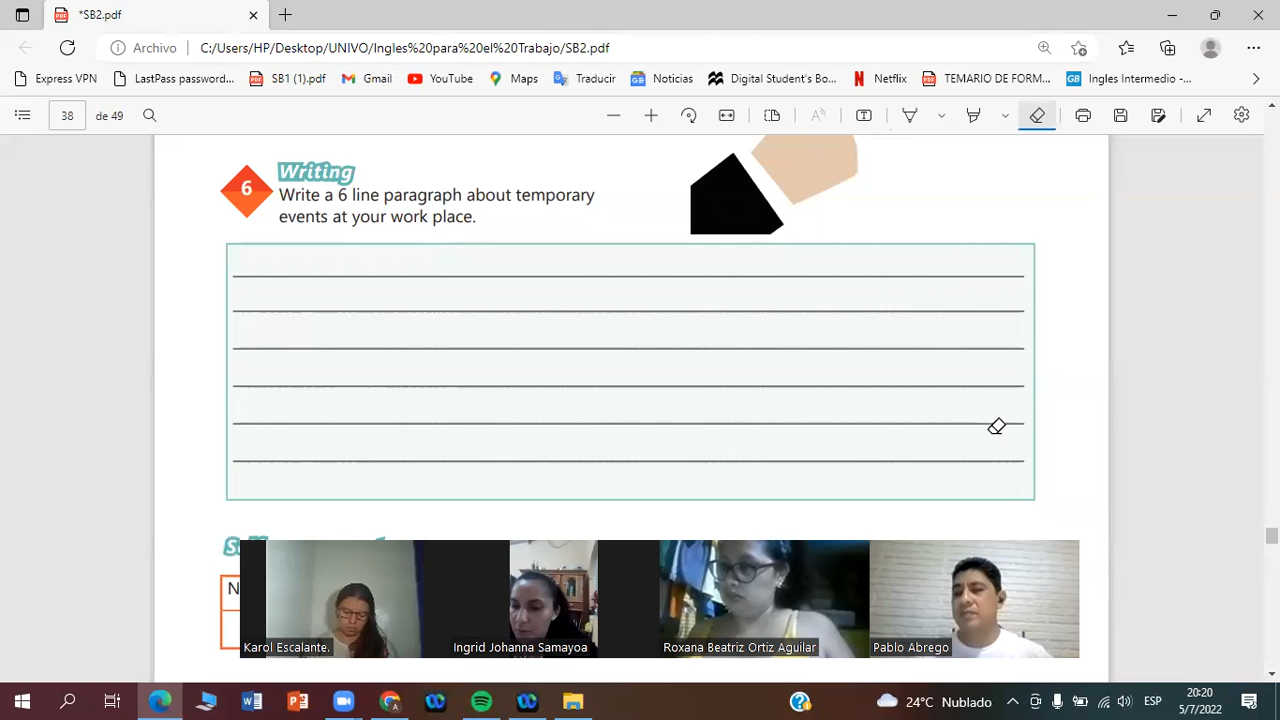 *SB2.pdf
Archivo
C:/Users/HP/Desktop/UNIVO/Ingles%20para%20el%20Trabajo/SB2.pdf
Express VPN
LastPass password...
SB1 (1).pdf
Gmail
YouTube
Maps
Traducir
Noticias
Digital Student's Bo...
Netflix
TEMARIO DE FORM...
Ingles Intermedio -...
38
de 49
6
Writing
Write a 6 line paragraph about temporary
events at your work place.
N
Karol Escalante.
Ingrid Johanna Samayoa
Roxana Beatriz Ortiz Aguilar
Pablo Abrego
24°C Nublado
ESP
20:20
5/7/2022